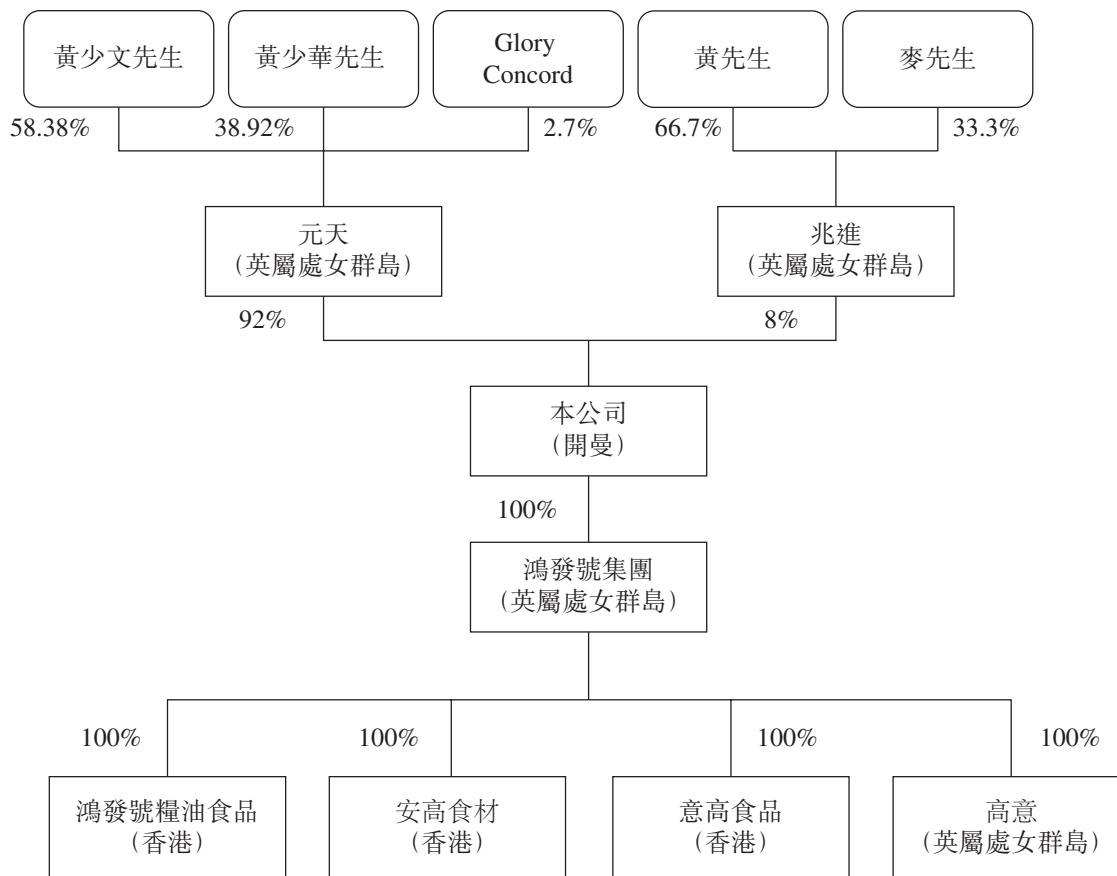 黃少文先生
黃少華先生
Glory
Concord
黃先生
麥先生
58.38%
38.92%
2.7%
66.7%
33.3%
元天
（英屬處女群島）
兆進
（英屬處女群島）
92%
8%
本公司
（開曼）
100%
鴻發號集團
（英屬處女群島）
100%
100%
100%
100%
鴻發號糧油食品
（香港）
安高食材
（香港）
意高食品
（香港）
高意
（英屬處女群島）